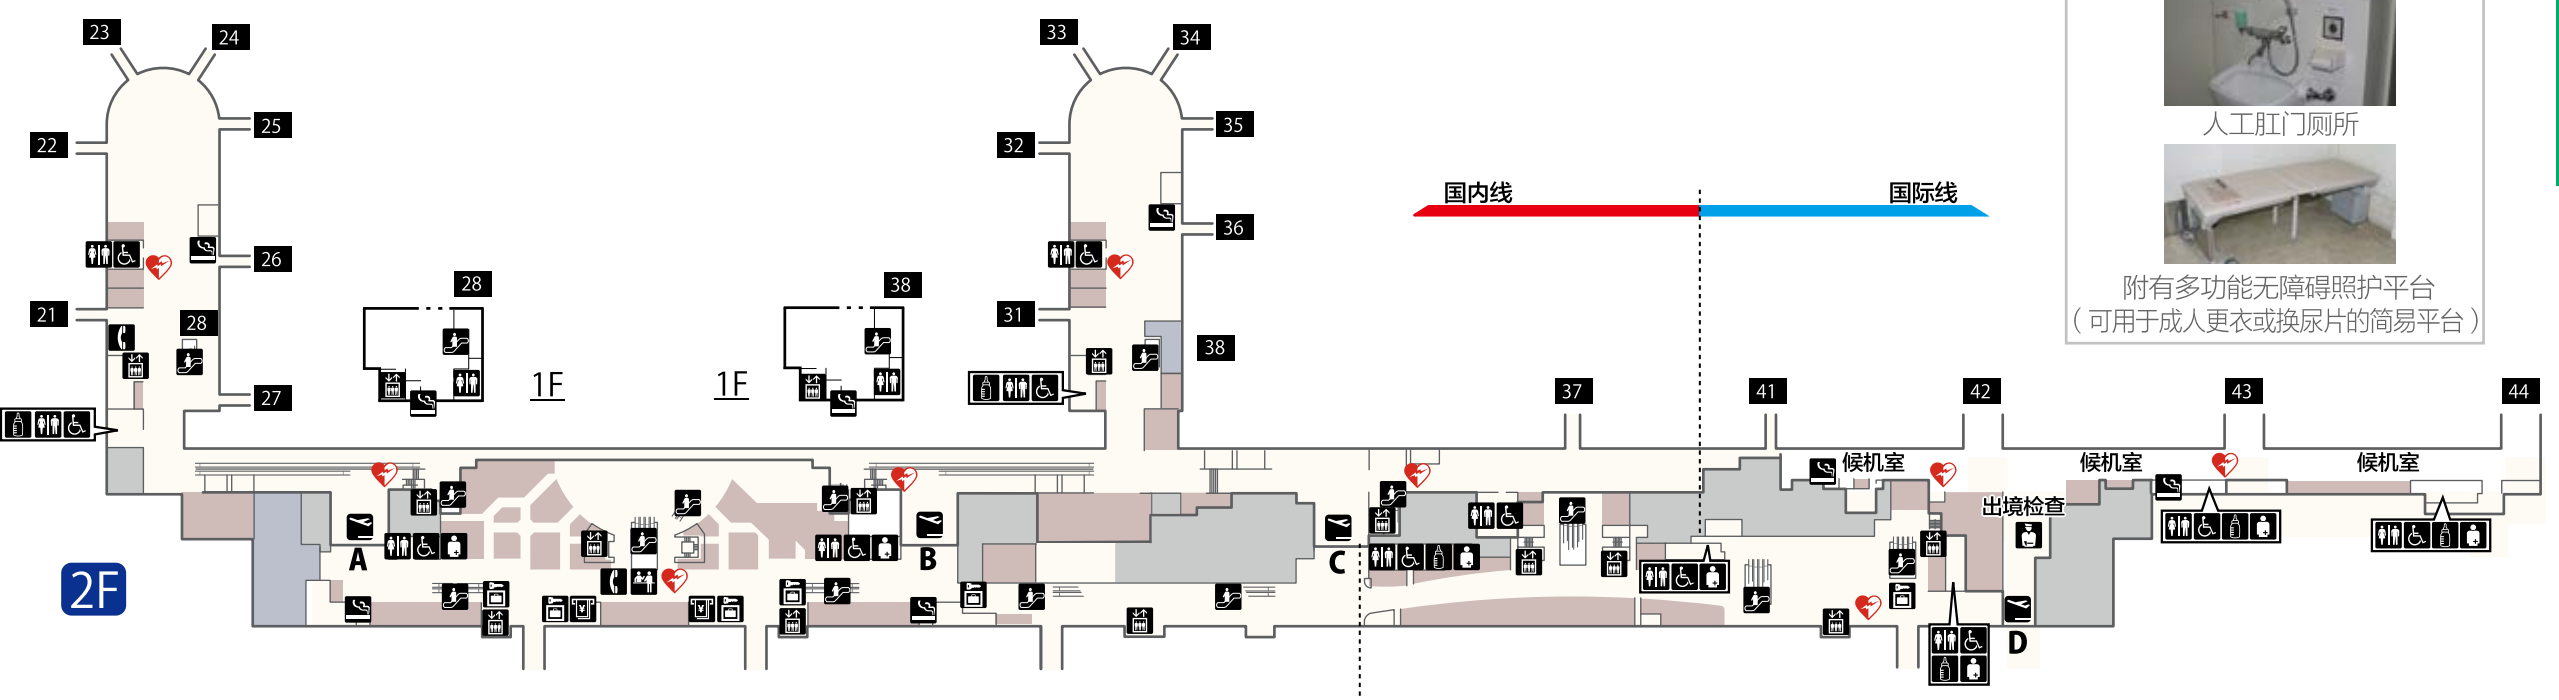 23
24
33
34
22
25
32
35
人工肛门厕所
国内线
国际线
26
36
21
28
28
38
31
38
附有多功能无障碍照护平台
（可用于成人更衣或换尿片的简易平台）
27
1F
1F
37
41
42
43
44
候机室
候机室
候机室
出境检查
A
B
C
D
2F